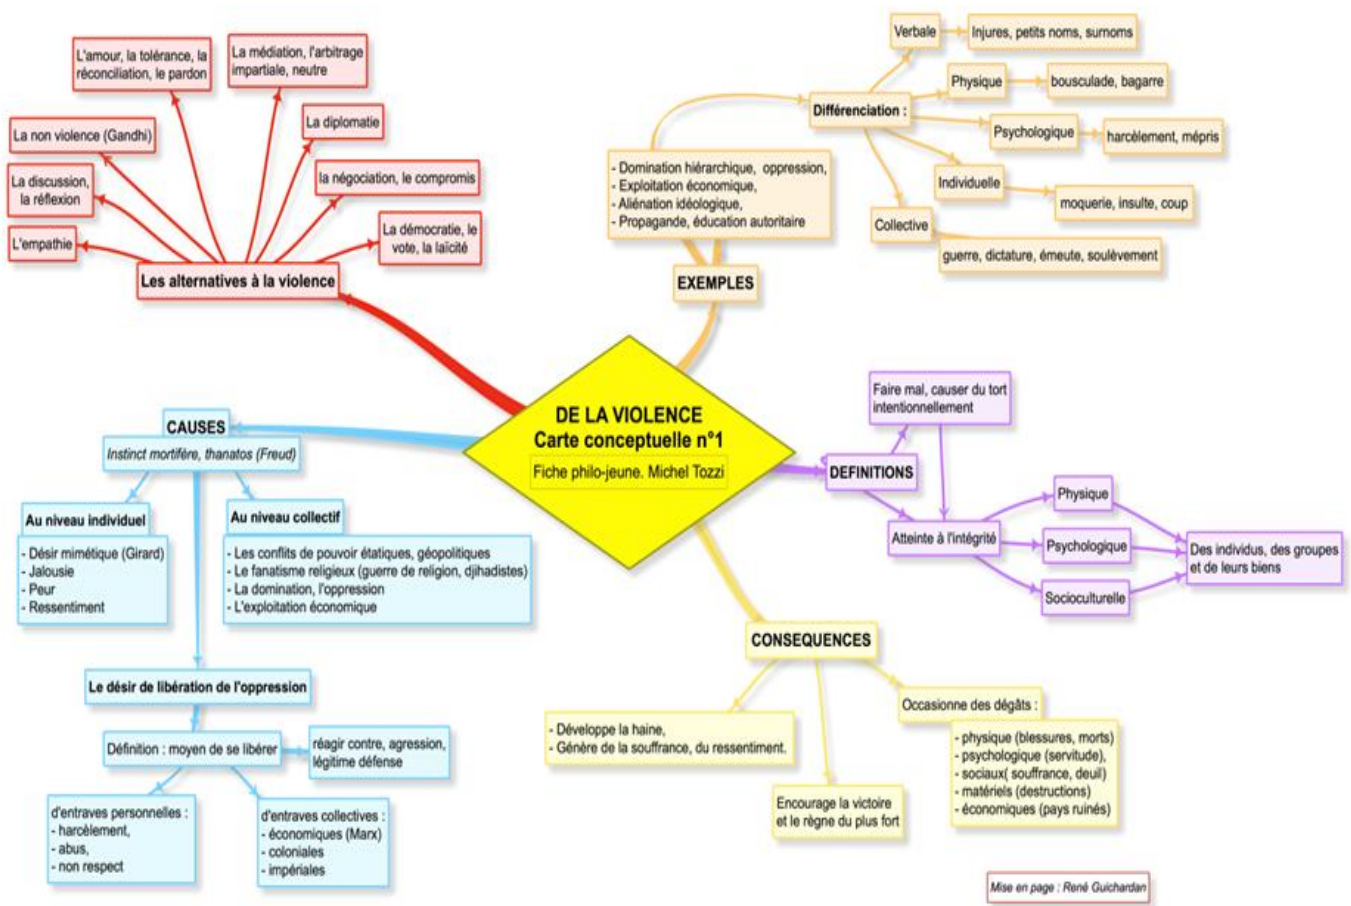 DE LA VIOLENCE
Carte conceptuelle n°1
Fiche philo-jeune. Michel Tozzi
Les alternatives à la violence
L'empathie
La discussion,
la réflexion
La non violence (Gandhi)
L'amour, la tolérance, la
réconciliation, le pardon
La médiation, l'arbitrage
impartiale, neutre
La diplomatie
la négociation, le compromis
La démocratie, le
vote, la laïcité
EXEMPLES
- Domination hiérarchique, oppression,
- Exploitation économique,
- Aliénation idéologique,
- Propagande, éducation autoritaire
Différenciation :
Verbale
Injures, petits noms, surnoms
Physique
bousculade, bagarre
Psychologique
harcèlement, mépris
Individuelle
moquerie, insulte, coup
Collective
guerre, dictature, émeute, soulèvement
DEFINITIONS
Faire mal, causer du tort
intentionnellement
Atteinte à l'intégrité
Physique
Psychologique
Socioculturelle
Des individus, des groupes
et de leurs biens
CONSEQUENCES
- Développe la haine,
- Génère de la souffrance, du ressentiment.
Encourage la victoire
et le règne du plus fort
Occasionne des dégâts :
- physique (blessures, morts)
- psychologique (servitude),
- sociaux( souffrance, deuil)
- matériels (destructions)
- économiques (pays ruinés)
CAUSES
Instinct mortifère, thanatos (Freud)
Au niveau individuel
- Désir mimétique (Girard)
- Jalousie
- Peur
- Ressentiment
Au niveau collectif
- Les conflits de pouvoir étatiques, géopolitiques
- Le fanatisme religieux (guerre de religion, djihadistes)
- La domination, l'oppression
- L'exploitation économique
Le désir de libération de l'oppression
Définition : moyen de se libérer
réagir contre, agression,
légitime défense
d'entraves personnelles :
- harcèlement,
- abus,
- non respect
d'entraves collectives :
- économiques (Marx)
- coloniales
- impériales
Mise en page : René Guichardan